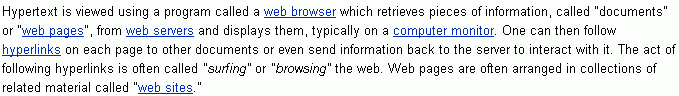 Hypertext is viewed using a program called a web browser which retrieves pieces of information, called "documents"
or "web pages", from web servers and displays them, typically on a computer monitor. One can then follow
hyperlinks on each page to other documents or even send information back to the server to interact with it. The act of
following hyperlinks is often called "surfing" or "browsing" the web. Web pages are often arranged in collections of
related material called "web sites."